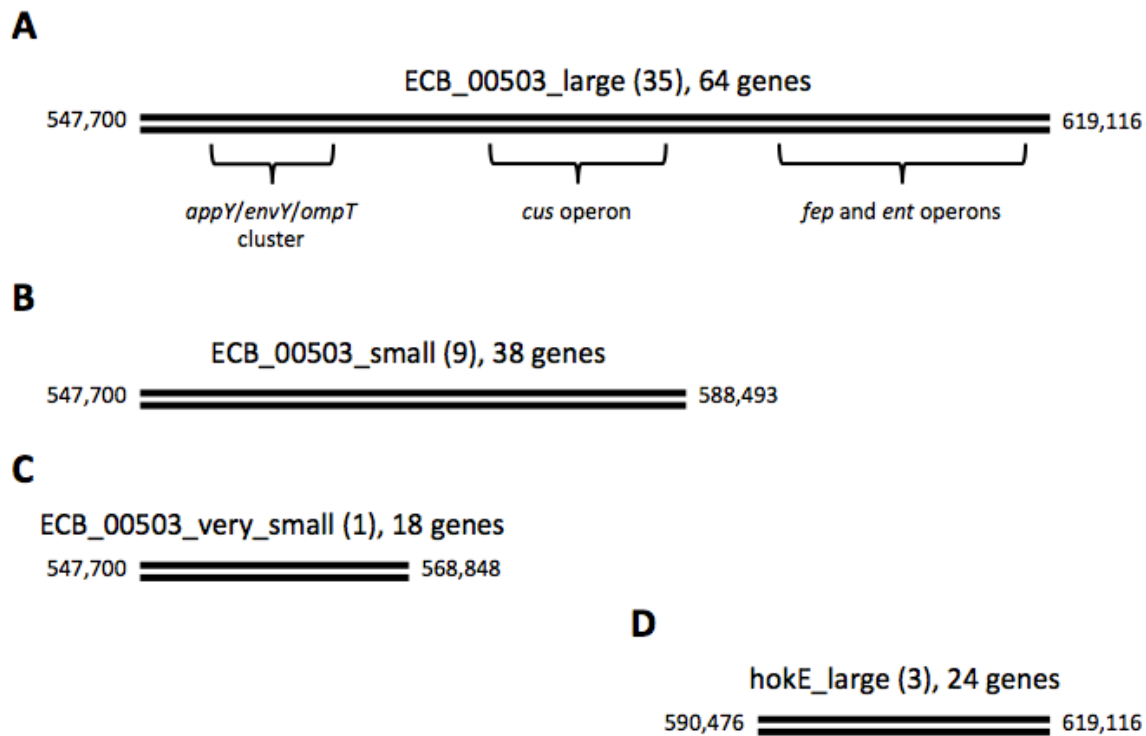 A
ECB_00503_large (35), 64 genes
547,700
619,116
appY/envY/ompT
cluster
cus operon
fep and ent operons
B
ECB_00503_small (9), 38 genes
547,700
588,493
C
ECB_00503_very_small (1), 18 genes
547,700
568,848
D
hokE_large (3), 24 genes
590,476
619,116